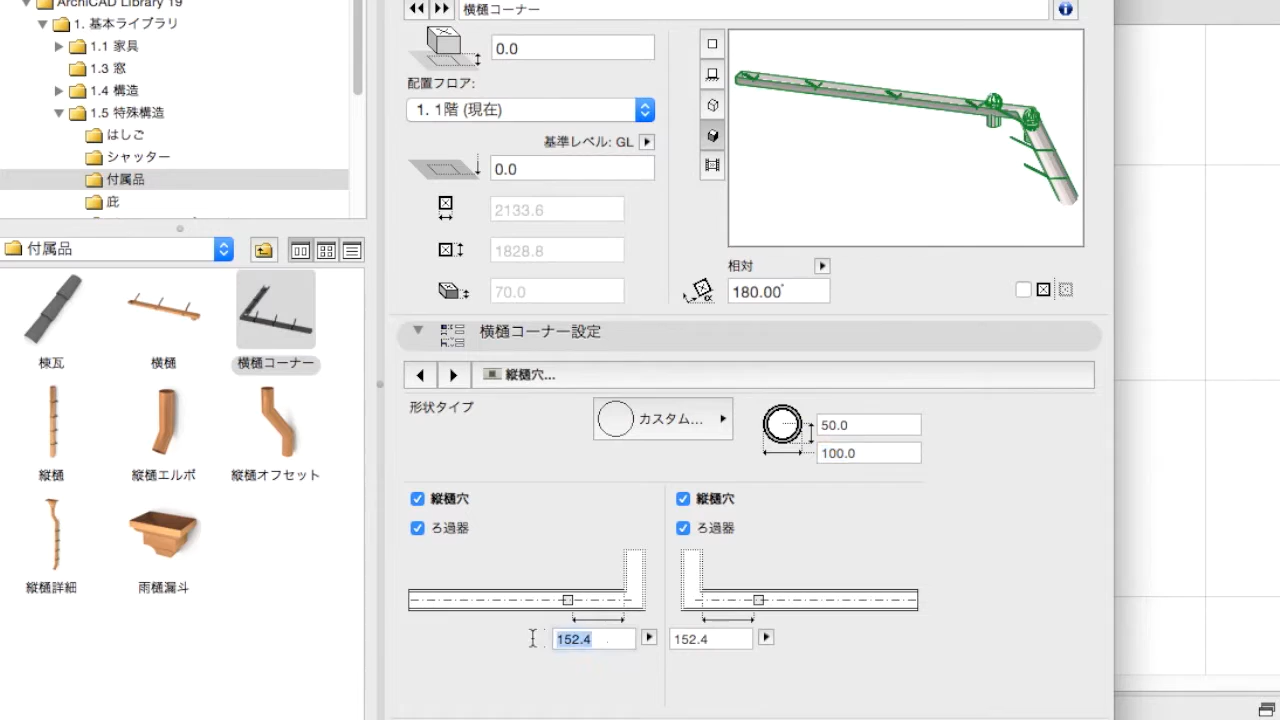 ArchiCAD Library 19
1. 基本ライブラリ
1.1 家具
1.3 窓
1.4 構造
1.5 特殊構造
はしご
シャッター
付属品
庇
付属品
棟瓦
横樋
横樋コーナー
縦樋
縦樋エルボ
縦樋オフセット
縦樋詳細
雨樋漏斗
横樋コーナー
0.0
配置フロア:
1. 1階 (現在)
基準レベル: GL
0.0
2133.6
1828.8
70.0
相対
180.00°
横樋コーナー設定
縦樋穴...
形状タイプ
カスタム...
50.0
100.0
縦樋穴
ろ過器
縦樋穴
ろ過器
152.4
152.4